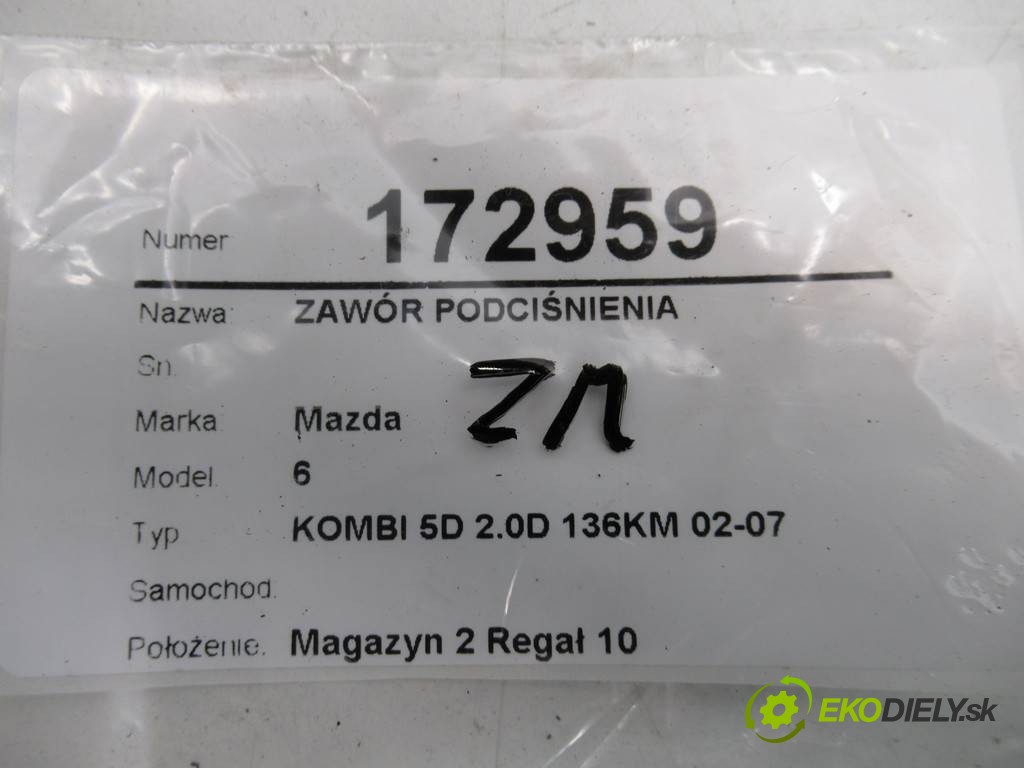 Numer 172959
Nazwa: ZAWÓR PODCIŚNIENIA
Sn.
Marka Mazda
ZM
Model 6
Typ KOMBI 5D 2.0D 136KM 02-07
Samochod.
Położenie. Magazyn 2 Regał 10
EKODIELY.sk